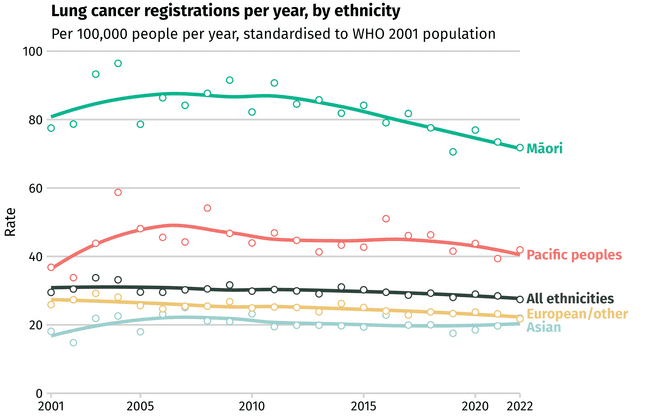 Lung cancer registrations per year, by ethnicity
Per 100,000 people per year, standardised to WHO 2001 population
100
80
60
40
20
0
Rate
Māori
Pacific peoples
All ethnicities
European/other
Asian
2001
2005
2010
2015
2020
2022